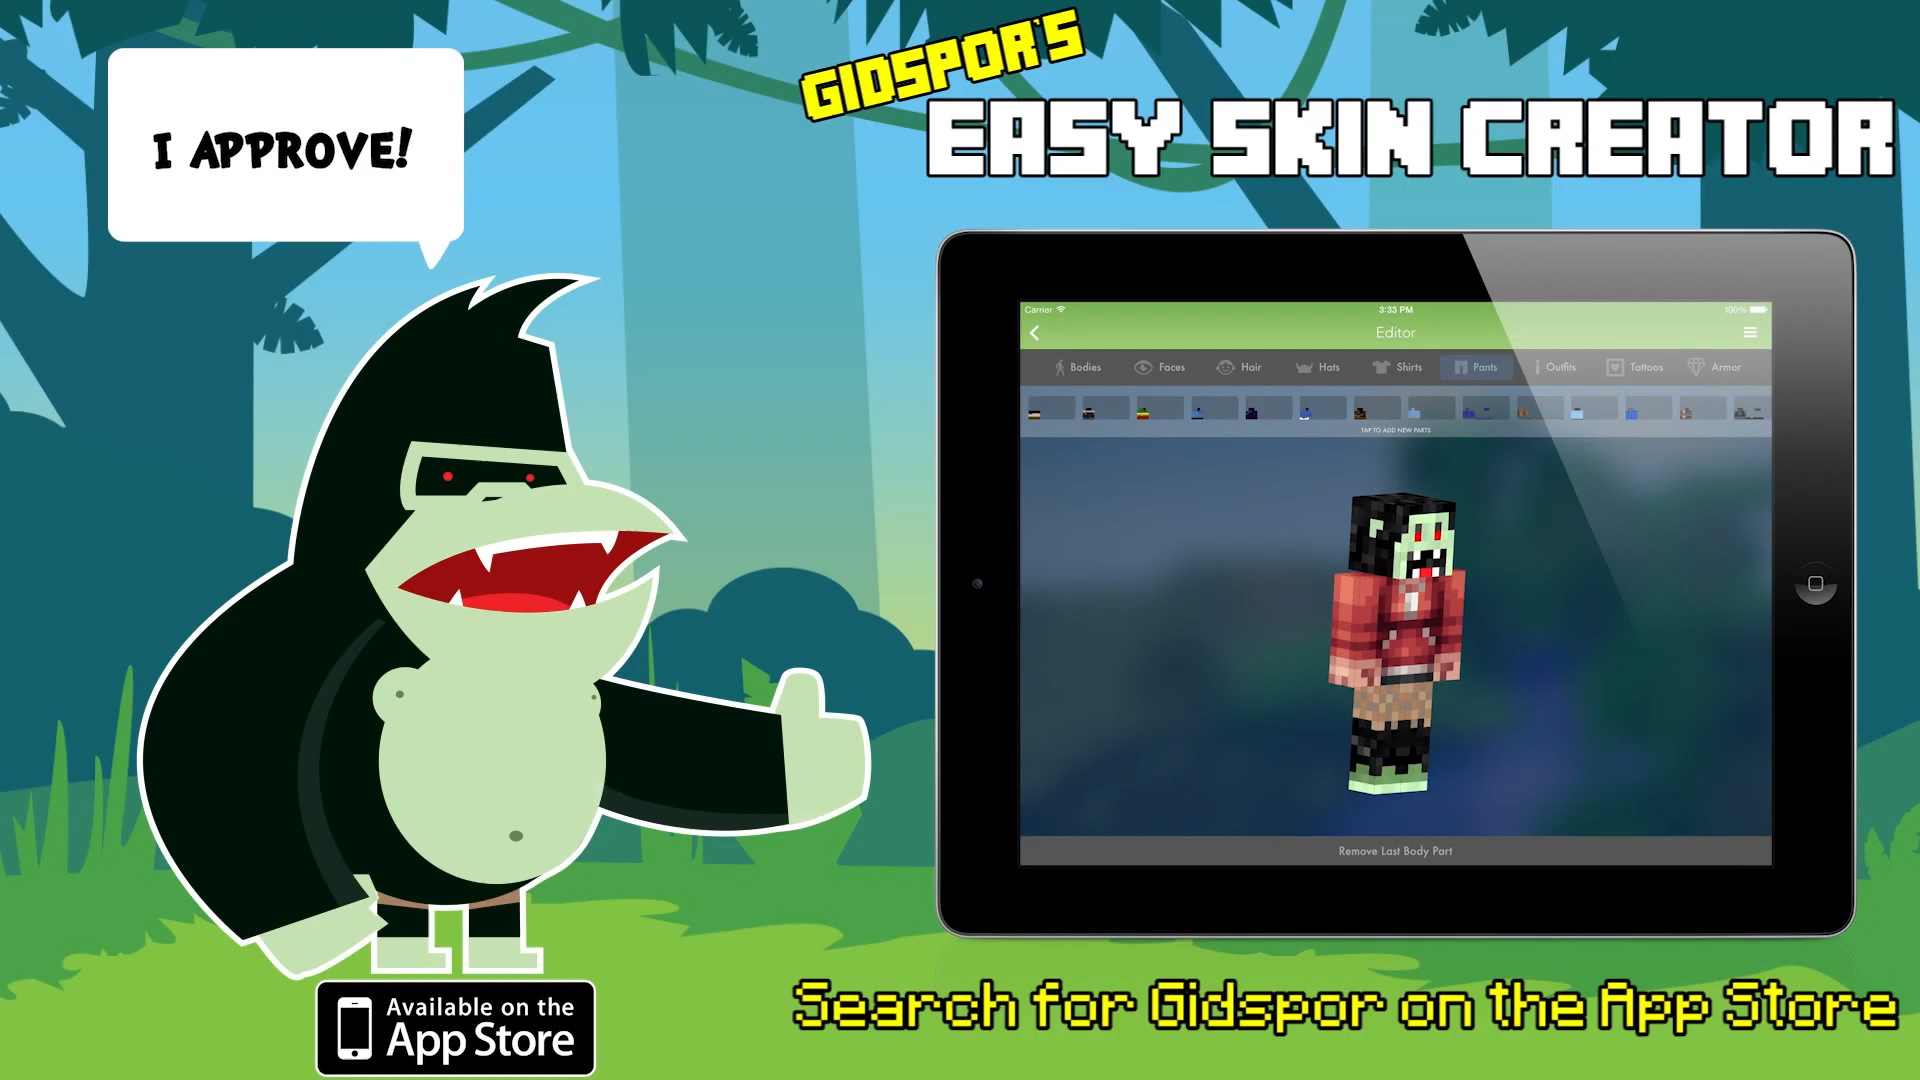 I APPROVE!
GIDSPOR'S
EASY SKIN CREATOR
Carrier
3:33 PM
100%
Editor
Bodies
Faces
Hair
Hats
Shirts
Pants
Outfits
Tattoos
Armor
TAP TO ADD NEW PARTS
Remove Last Body Part
Available on the
App Store
Search for Gidspor on the App Store